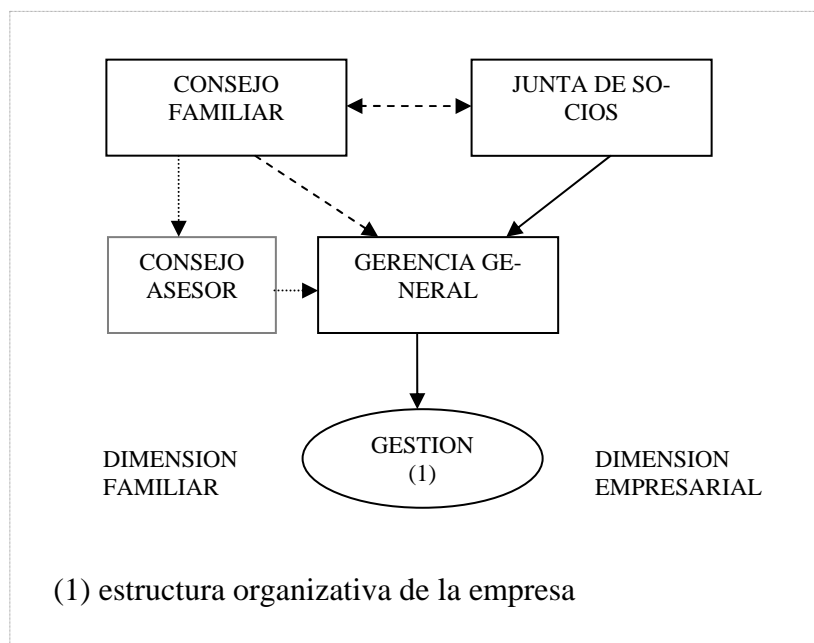 CONSEJO
FAMILIAR
JUNTA DE SO-
CIOS
CONSEJO
ASESOR
GERENCIA GE-
NERAL
GESTION
(1)
DIMENSION
FAMILIAR
DIMENSION
EMPRESARIAL
(1) estructura organizativa de la empresa